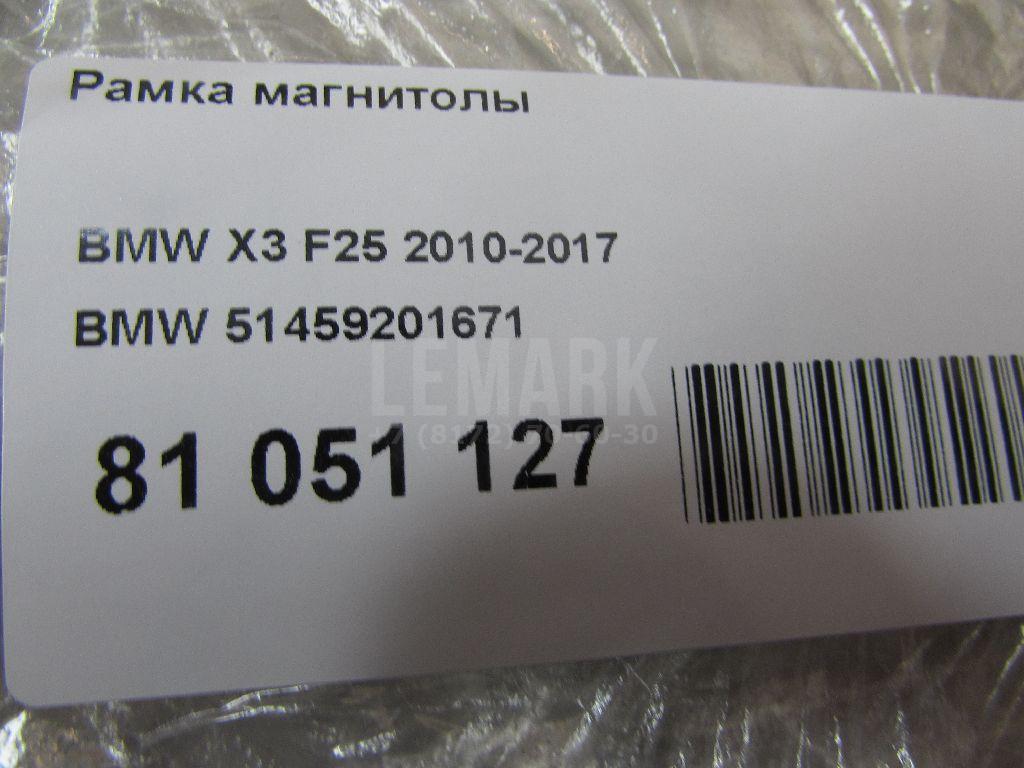 Рамка магнитолы
BMW X3 F25 2010-2017
BMW 51459201671
LEMARK
81 051 127